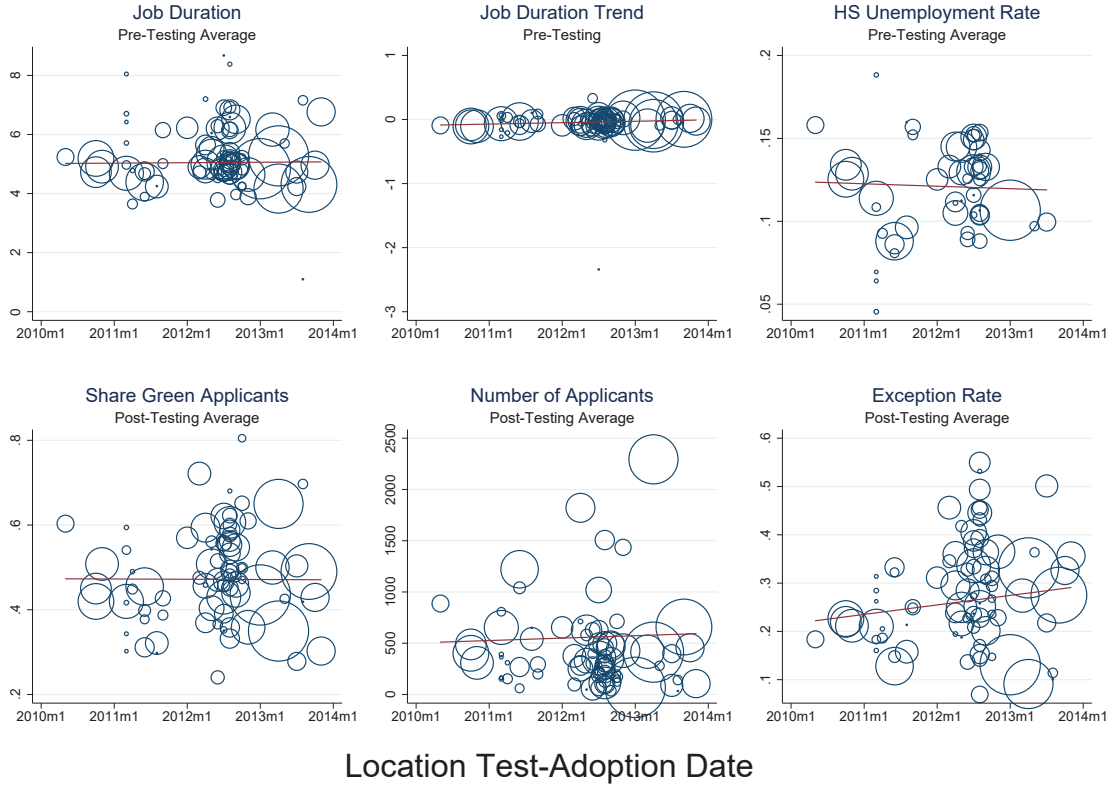 Job Duration
Pre-Testing Average
8
6
4
2
0
2010m1 2011m1 2012m1 2013m1 2014m1
Job Duration Trend
Pre-Testing
1
0
-1
-2
-3
2010m1 2011m1 2012m1 2013m1 2014m1
HS Unemployment Rate
Pre-Testing Average
.2
.15
.1
.05
2010m1 2011m1 2012m1 2013m1 2014m1
Share Green Applicants
Post-Testing Average
.8
.6
.4
.2
2010m1 2011m1 2012m1 2013m1 2014m1
Number of Applicants
Post-Testing Average
2500
2000
1500
1000
500
0
2010m1 2011m1 2012m1 2013m1 2014m1
Exception Rate
Post-Testing Average
.6
.5
.4
.3
.2
.1
2010m1 2011m1 2012m1 2013m1 2014m1
Location Test-Adoption Date